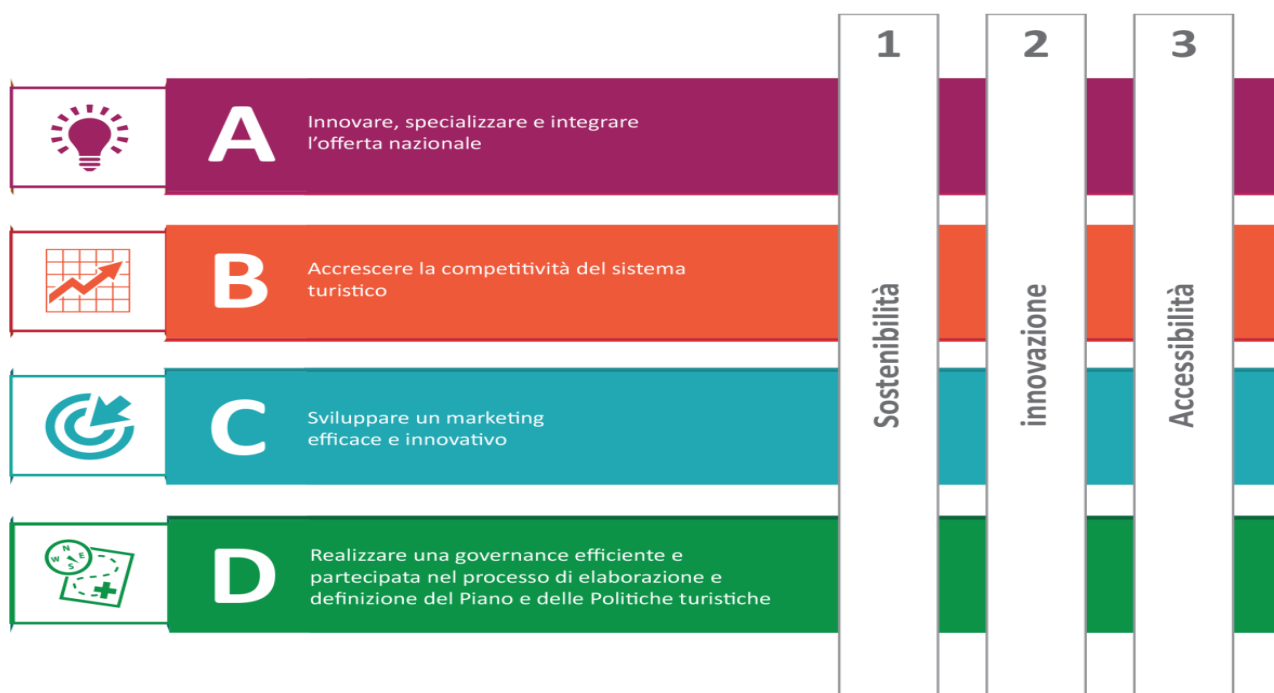 1
2
3
A
Innovare, specializzare e integrare
l’offerta nazionale
B
Accrescere la competitività del sistema
turistico
C
Sviluppare un marketing
efficace e innovativo
N
W E
S
D
Realizzare una governance efficiente e
partecipata nel processo di elaborazione e
definizione del Piano e delle Politiche turistiche
Sostenibilità
innovazione
Accessibilità